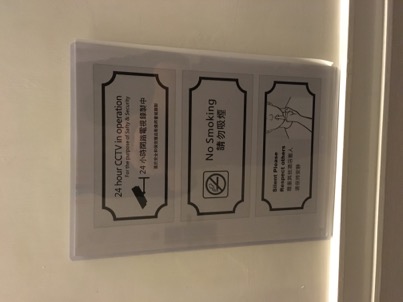 24 hour CCTV in operation
For the purpose of Safty & Security
24 小時閉路電視錄製中
No Smoking
請勿吸煙
Silent Please
Respect others